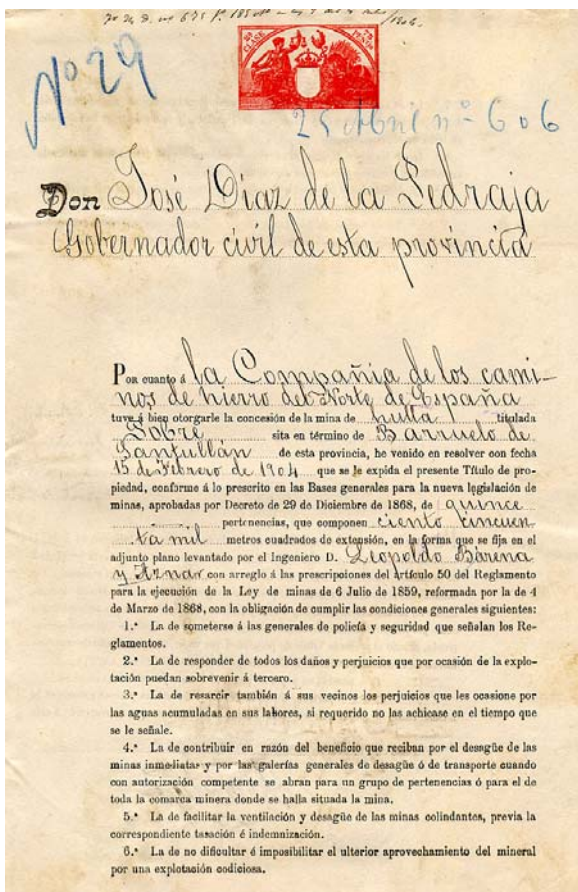 Nº 29
25 Abril nº 606
Don José Díaz de la Pedraja
Gobernador civil de esta provincia
Por cuanto á la Compañia de los cami-
nos de hierro del Norte de España
tuve á bien otorgarle la concesión de la mina de hulla titulada
Sobre sita en término de Barruelo de
Santullán de esta provincia, he venido en resolver con fecha
15 de Febrero de 1904 que se le expida el presente Título de pro-
piedad, conforme á lo prescrito en las Bases generales para la nueva legislación de
minas, aprobadas por Decreto de 29 de Diciembre de 1868, de quince
pertenencias, que componen ciento cincuen-
ta mil metros cuadrados de extensión, en la forma que se fija en el
adjunto plano levantado por el Ingeniero D. Leopoldo Bárcena
y Aznar con arreglo á las prescripciones del artículo 50 del Reglamento
para la ejecución de la Ley de minas de 6 Julio de 1859, reformada por la de 4
de Marzo de 1868, con la obligación de cumplir las condiciones generales siguientes:
1.ª La de someterse á las generales de policía y seguridad que señalan los Re-
glamentos.
2.ª La de responder de todos los daños y perjuicios que por ocasión de la explo-
tación puedan sobrevenir á tercero.
3.ª La de resarcir también á sus vecinos los perjuicios que les ocasione por
las aguas acumuladas en sus labores, si requerido no las achicase en el tiempo que
se le señale.
4.ª La de contribuir en razón del beneficio que reciban por el desagüe de las
minas inmediatas y por las galerías generales de desagüe ó de transporte cuando
con autorización competente se abran para un grupo de pertenencias ó para el de
toda la comarca minera donde se halla situada la mina.
5.ª La de facilitar la ventilación y desagüe de las minas colindantes, previa la
correspondiente tasación é indemnización.
6.ª La de no dificultar é imposibilitar el ulterior aprovechamiento del mineral
por una explotación codiciosa.